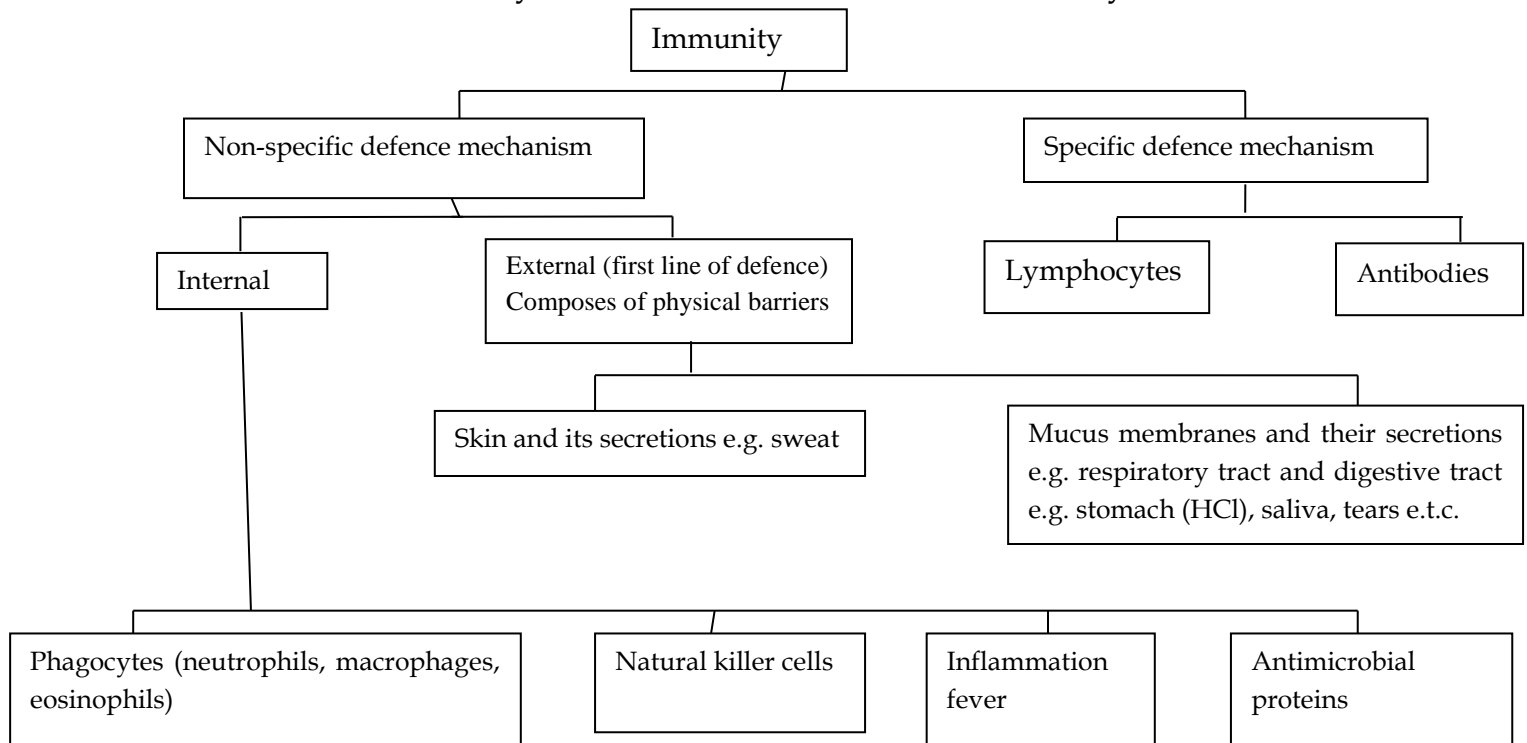 Immunity
Non-specific defence mechanism
Specific defence mechanism
Internal
External (first line of defence)
Composes of physical barriers
Lymphocytes
Antibodies
Skin and its secretions e.g. sweat
Mucus membranes and their secretions
e.g. respiratory tract and digestive tract
e.g. stomach (HCl), saliva, tears e.t.c.
Phagocytes (neutrophils, macrophages,
eosinophils)
Natural killer cells
Inflammation
fever
Antimicrobial
proteins